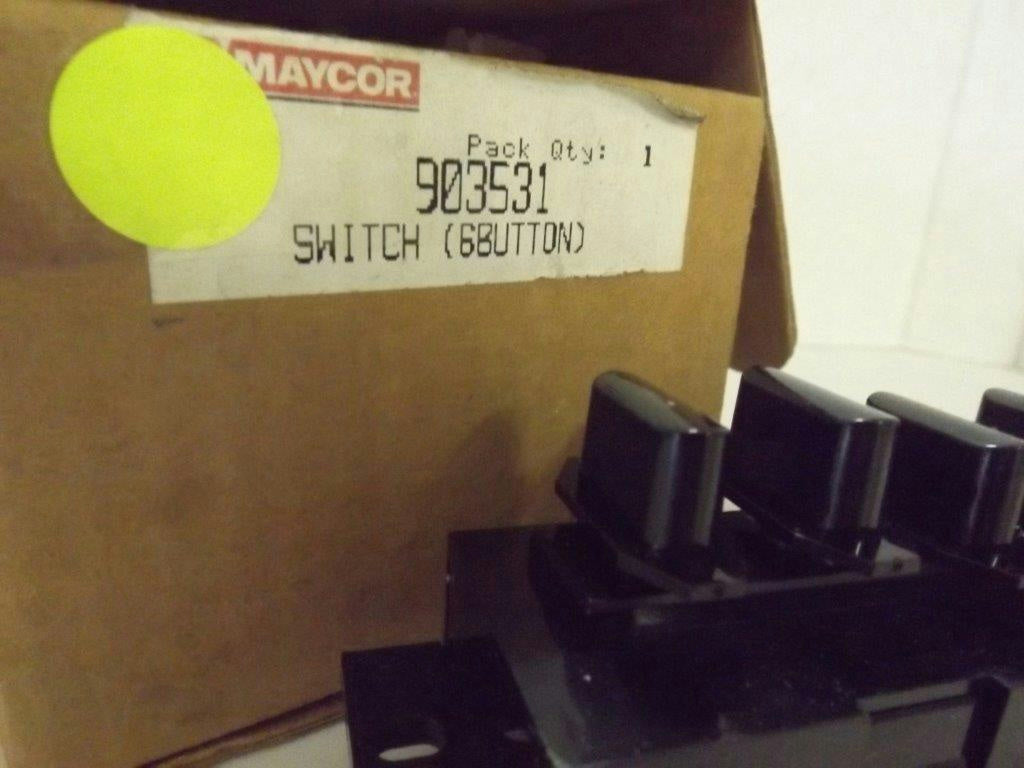 MAYCOR
Pack Qty: 1
903531
SWITCH (6BUTTON)